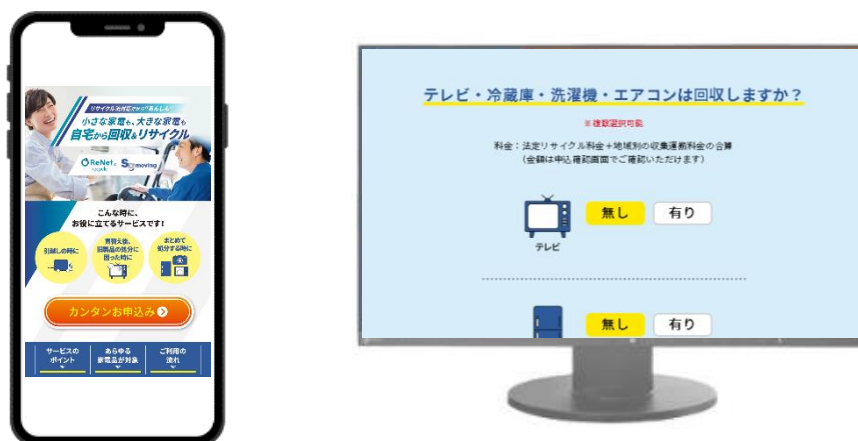 リサイクル法対応だから"あんしん"
小さな家電も、大きな家電も
自宅から回収&リサイクル
ReNet
recycle
SG moving
こんな時に、
お役に立てるサービスです!
引越しの時に
買替え後、
旧製品の処分に
困った時に
まとめて
処分する時に
カンタンお申込み
サービスの
ポイント
あらゆる
家電品が対象
ご利用の
流れ
テレビ・冷蔵庫・洗濯機・エアコンは回収しますか?
※複数選択可能
料金:法定リサイクル料金+地域別の収集運搬料金の合算
(金額は申込確認画面でご確認いただけます)
無し 有り
テレビ
無し 有り